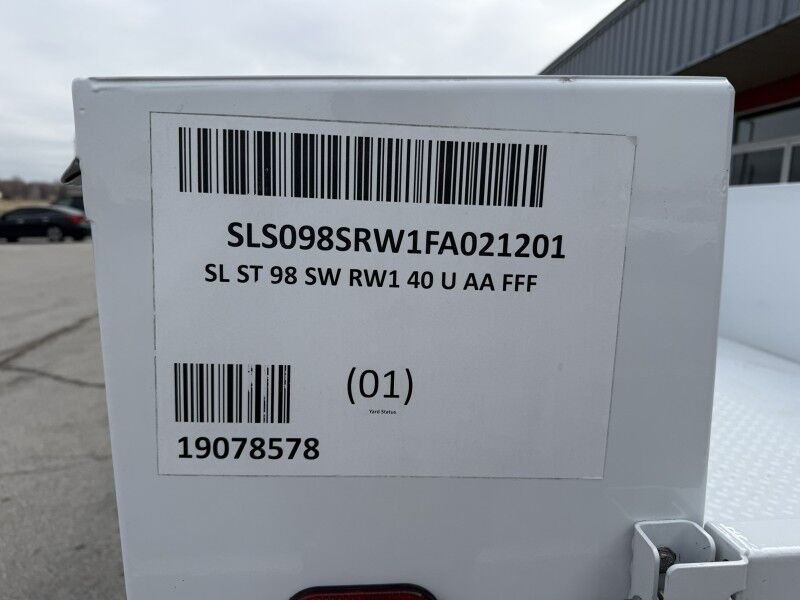 SLS098SRW1FA021201
SL ST 98 SW RW1 40 U AA FFF
(01)
Yard Status
19078578